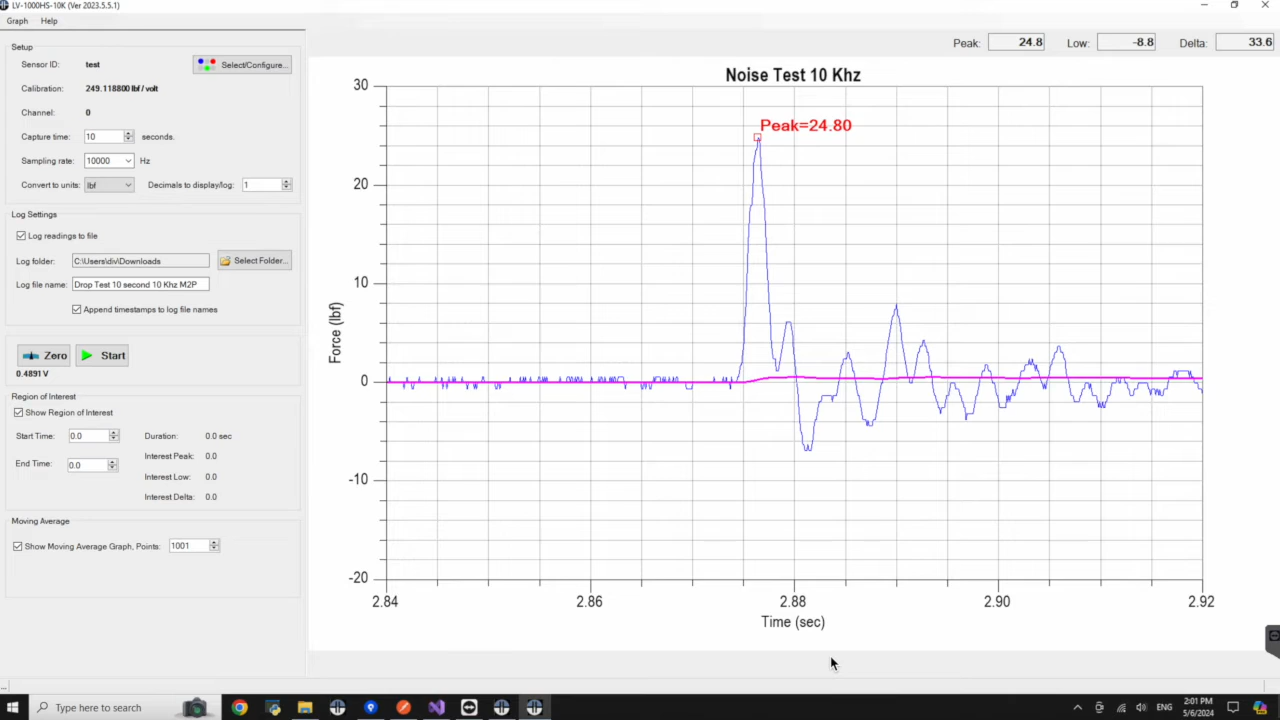 LV-1000HS-10K (Ver 2023.5.5.1)
Graph Help
Setup
Sensor ID: test Select/Configure...
Calibration: 249.118800 lbf / volt
Channel: 0
Capture time: 10 seconds.
Sampling rate: 10000 Hz
Convert to units: lbf Decimals to display/log: 1
Log Settings
Log readings to file
Log folder: C:\Users\div\Downloads Select Folder...
Log file name: Drop Test 10 second 10 Khz M2P
Append timestamps to log file names
Zero Start
0.4891 V
Region of Interest
Show Region of Interest
Start Time: 0.0 Duration: 0.0 sec
Interest Peak: 0.0
End Time: 0.0
Interest Low: 0.0
Interest Delta: 0.0
Moving Average
Show Moving Average Graph, Points: 1001
Peak: 24.8 Low: -8.8 Delta: 33.6
Noise Test 10 Khz
Peak=24.80
30
20
10
0
-10
-20
Force (lbf)
2.84 2.86 2.88 2.90 2.92
Time (sec)
...
Type here to search
ENG
2:01 PM
5/6/2024